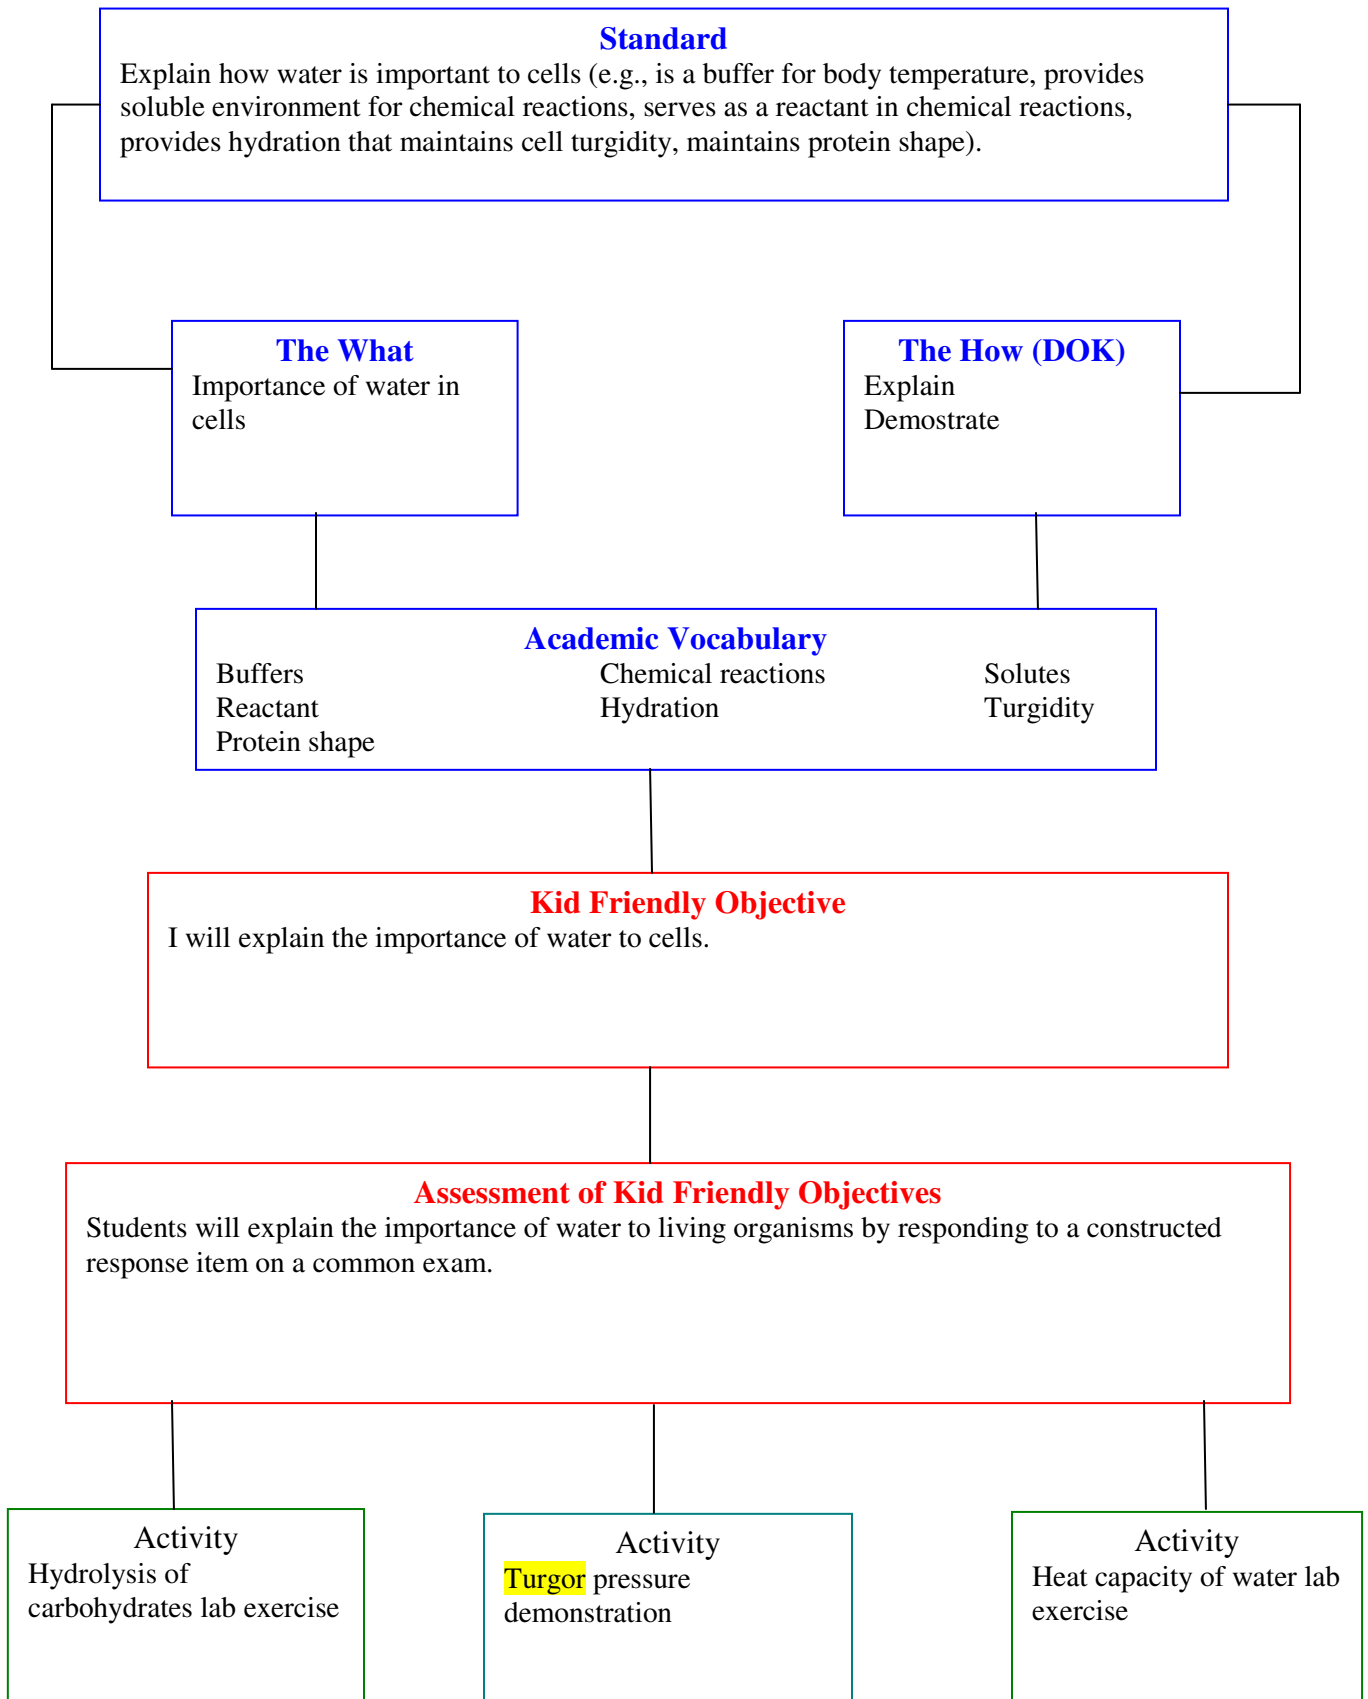 Standard
Explain how water is important to cells (e.g., is a buffer for body temperature, provides
soluble environment for chemical reactions, serves as a reactant in chemical reactions,
provides hydration that maintains cell turgidity, maintains protein shape).
The What
Importance of water in
cells
The How (DOK)
Explain
Demostrate
Academic Vocabulary
Buffers Chemical reactions Solutes
Reactant Hydration Turgidity
Protein shape
Kid Friendly Objective
I will explain the importance of water to cells.
Assessment of Kid Friendly Objectives
Students will explain the importance of water to living organisms by responding to a constructed
response item on a common exam.
Activity
Hydrolysis of
carbohydrates lab exercise
Activity
Turgor pressure
demonstration
Activity
Heat capacity of water lab
exercise